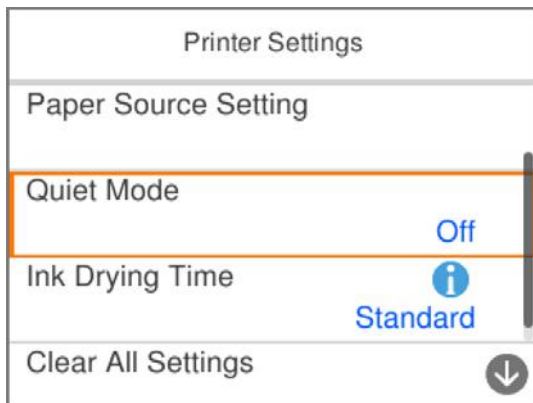 Printer Settings
Paper Source Setting
Quiet Mode
Off
Ink Drying Time
Standard
Clear All Settings